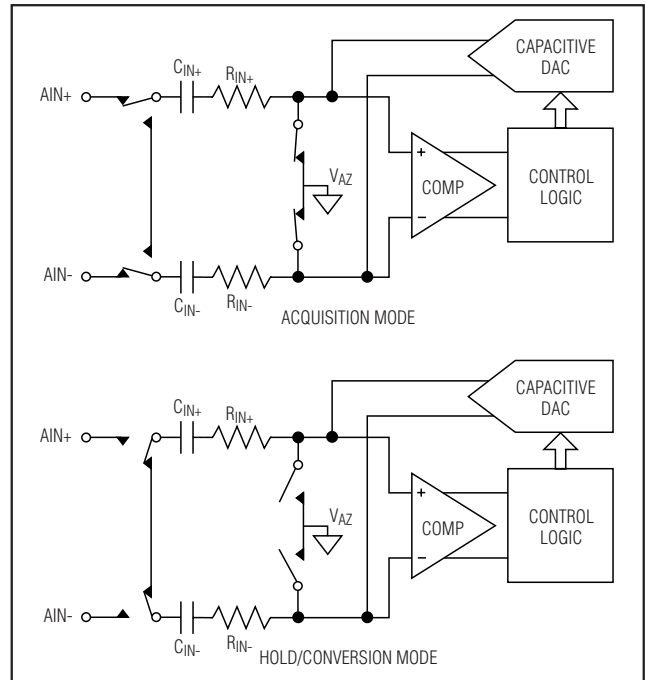 CAPACITIVE
DAC
CIN+
RIN+
AIN+
VAZ
+
COMP
−
CONTROL
LOGIC
AIN-
CIN-
RIN-
ACQUISITION MODE
CAPACITIVE
DAC
CIN+
RIN+
AIN+
VAZ
+
COMP
−
CONTROL
LOGIC
AIN-
CIN-
RIN-
HOLD/CONVERSION MODE